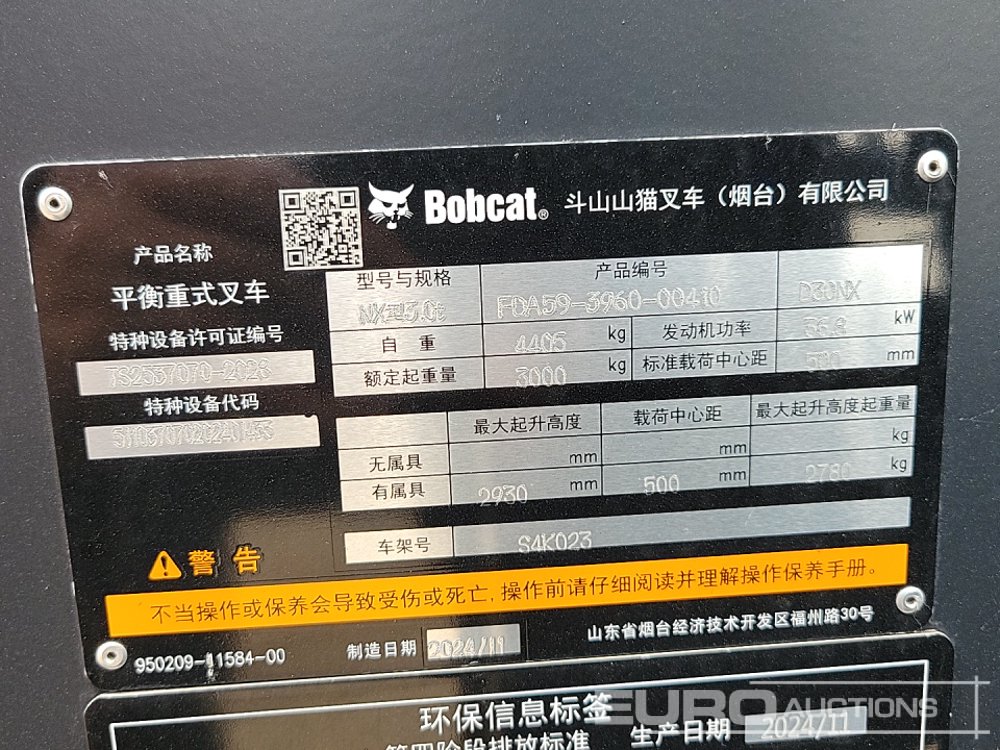 Bobcat® 斗山山猫叉车（烟台）有限公司
产品名称
平衡重式叉车
特种设备许可证编号
TS2537070-2028
特种设备代码
型号与规格 产品编号
NX型3.0t FDA59-3960-00410 D30NX
自重 4405 kg 发动机功率 36.8 kW
额定起重量 3000 kg 标准载荷中心距 500 mm
最大起升高度 载荷中心距 最大起升高度起重量
无属具 mm mm kg
有属具 2930 mm 500 mm 2780 kg
车架号 S4K023
警告
不当操作或保养会导致受伤或死亡，操作前请仔细阅读并理解操作保养手册。
950209-11584-00 制造日期 2024/11 山东省烟台经济技术开发区福州路30号
环保信息标签
第四阶段排放标准 生产日期 2024/11
EURO AUCTIONS